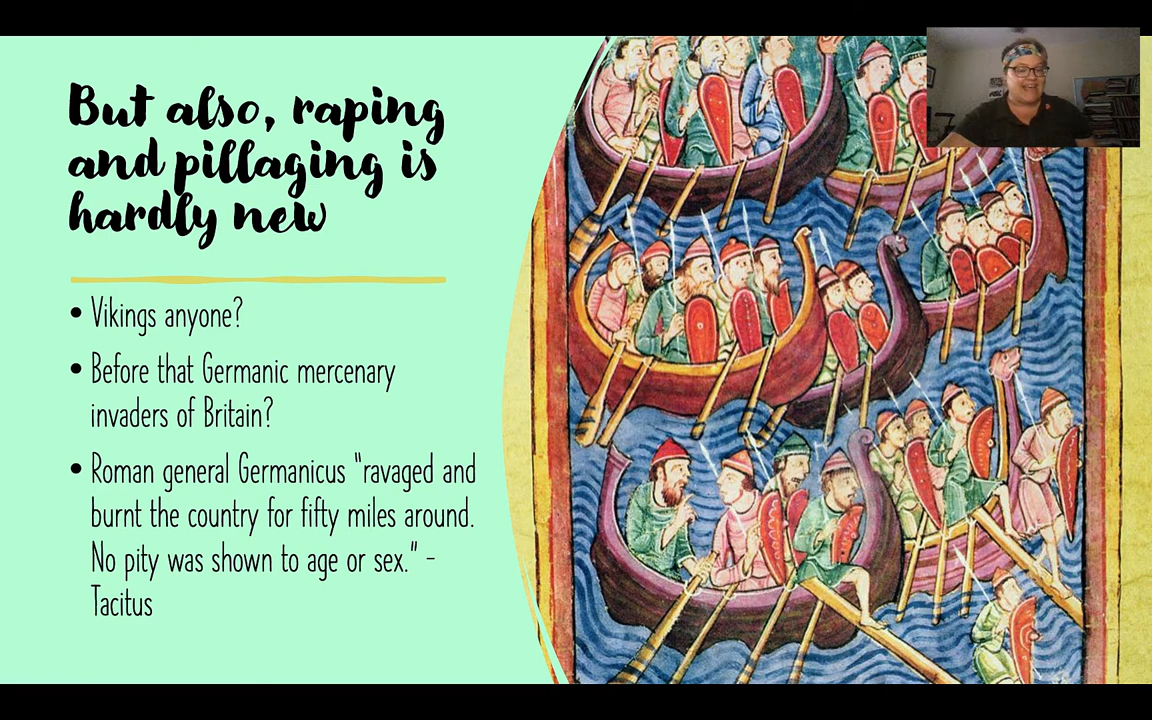 But also, raping
and pillaging is
hardly new
• Vikings anyone?
• Before that Germanic mercenary
invaders of Britain?
• Roman general Germanicus "ravaged and
burnt the country for fifty miles around.
No pity was shown to age or sex." -
Tacitus